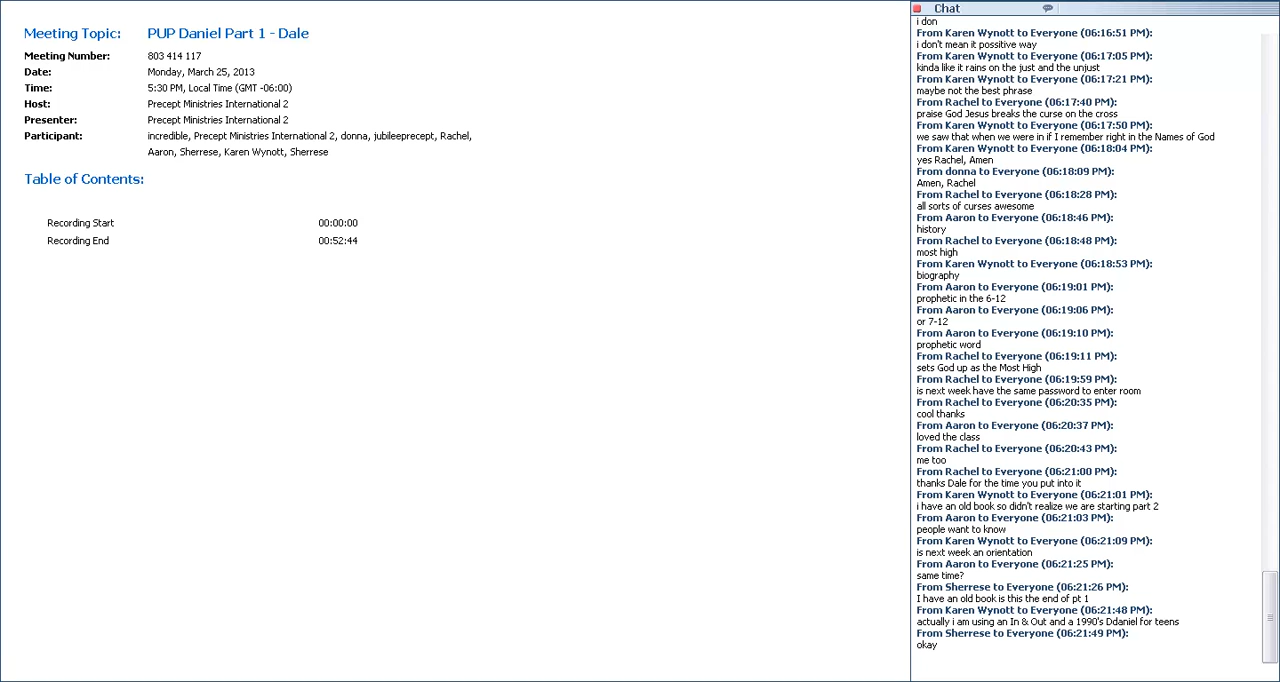 Meeting Topic: PUP Daniel Part 1 - Dale
Meeting Number: 803 414 117
Date: Monday, March 25, 2013
Time: 5:30 PM, Local Time (GMT -06:00)
Host: Precept Ministries International 2
Presenter: Precept Ministries International 2
Participant: incredible, Precept Ministries International 2, donna, jubileeprecept, Rachel,
Aaron, Sherrese, Karen Wynott, Sherrese
Table of Contents:
Recording Start 00:00:00
Recording End 00:52:44
Chat
i don
From Karen Wynott to Everyone (06:16:51 PM):
i don't mean it possitive way
From Karen Wynott to Everyone (06:17:05 PM):
kinda like it rains on the just and the unjust
From Karen Wynott to Everyone (06:17:21 PM):
maybe not the best phrase
From Rachel to Everyone (06:17:40 PM):
praise God Jesus breaks the curse on the cross
From Karen Wynott to Everyone (06:17:50 PM):
we saw that when we were in if I remember right in the Names of God
From Karen Wynott to Everyone (06:18:04 PM):
yes Rachel, Amen
From donna to Everyone (06:18:09 PM):
Amen, Rachel
From Rachel to Everyone (06:18:28 PM):
all sorts of curses awesome
From Aaron to Everyone (06:18:46 PM):
history
From Rachel to Everyone (06:18:48 PM):
most high
From Karen Wynott to Everyone (06:18:53 PM):
biography
From Aaron to Everyone (06:19:01 PM):
prophetic in the 6-12
From Aaron to Everyone (06:19:06 PM):
or 7-12
From Aaron to Everyone (06:19:10 PM):
prophetic word
From Rachel to Everyone (06:19:11 PM):
sets God up as the Most High
From Rachel to Everyone (06:19:59 PM):
is next week have the same password to enter room
From Rachel to Everyone (06:20:35 PM):
cool thanks
From Aaron to Everyone (06:20:37 PM):
loved the class
From Rachel to Everyone (06:20:43 PM):
me too
From Rachel to Everyone (06:21:00 PM):
thanks Dale for the time you put into it
From Karen Wynott to Everyone (06:21:01 PM):
i have an old book so didn't realize we are starting part 2
From Aaron to Everyone (06:21:03 PM):
people want to know
From Karen Wynott to Everyone (06:21:09 PM):
is next week an orientation
From Aaron to Everyone (06:21:25 PM):
same time?
From Sherrese to Everyone (06:21:26 PM):
I have an old book is this the end of pt 1
From Karen Wynott to Everyone (06:21:48 PM):
actually i am using an In & Out and a 1990's Ddaniel for teens
From Sherrese to Everyone (06:21:49 PM):
okay